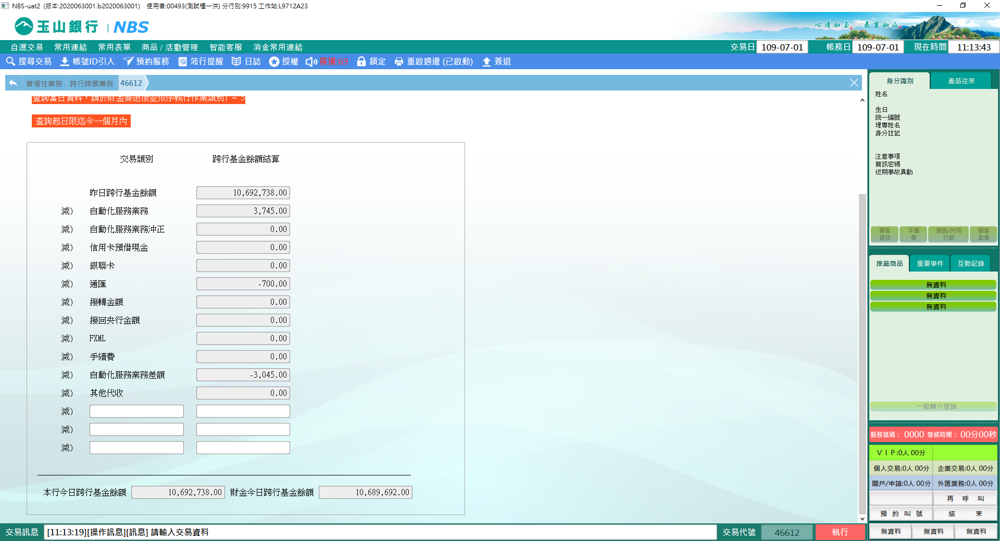 NBS-uat2 (版本:2020063001.b2020063001) 使用者:00493(測試櫃一洪) 分行別:9915 工作站:L9712A23
玉山銀行 | NBS
心清如玉 義重如山
自選交易 常用連結 常用表單 商品 / 活動管理 智能客服 消金常用連結 交易日 109-07-01 帳務日 109-07-01 現在時間 11:13:43
搜尋交易 帳號ID引入 預約服務 蒞行提醒 日誌 授權 廣播:69 鎖定 重啟週邊 (已啟動) 簽退
管理性業務 跨行跨國業務 46612
查詢當日資料，請於財金簽退後並依序執行作業類別1 ~ 5
查詢起日限迄今一個月內
交易類別 跨行基金餘額結算
昨日跨行基金餘額 10,692,738.00
減) 自動化服務業務 3,745.00
減) 自動化服務業務沖正 0.00
減) 信用卡預借現金 0.00
減) 銀聯卡 0.00
減) 通匯 -700.00
減) 撥轉金額 0.00
減) 撥回央行金額 0.00
減) FXML 0.00
減) 手續費 0.00
減) 自動化服務業務差額 -3,045.00
減) 其他代收 0.00
減)
減)
減)
本行今日跨行基金餘額 10,692,738.00 財金今日跨行基金餘額 10,689,692.00
交易訊息 [11:13:19][操作訊息][訊息] 請輸入交易資料 交易代號 46612 執行
身分識別 產品往來
姓名
生日
統一編號
理專姓名
身分註記
注意事項
簡訊密碼
近期事故異動
顧客資訊 手續費 通路/共同行銷 顧客影像
推薦商品 重要事件 互動記錄
無資料
無資料
無資料
一般轉介登錄
服務號碼： 0000 等候時間： 00分00秒
ＶＩＰ:0人 00分
個人交易:0人 00分 企業交易:0人 00分
開戶/申請:0人 00分 外匯業務:0人 00分
再 呼 叫
預 約 叫 號 結 束
無資料 無資料 無資料